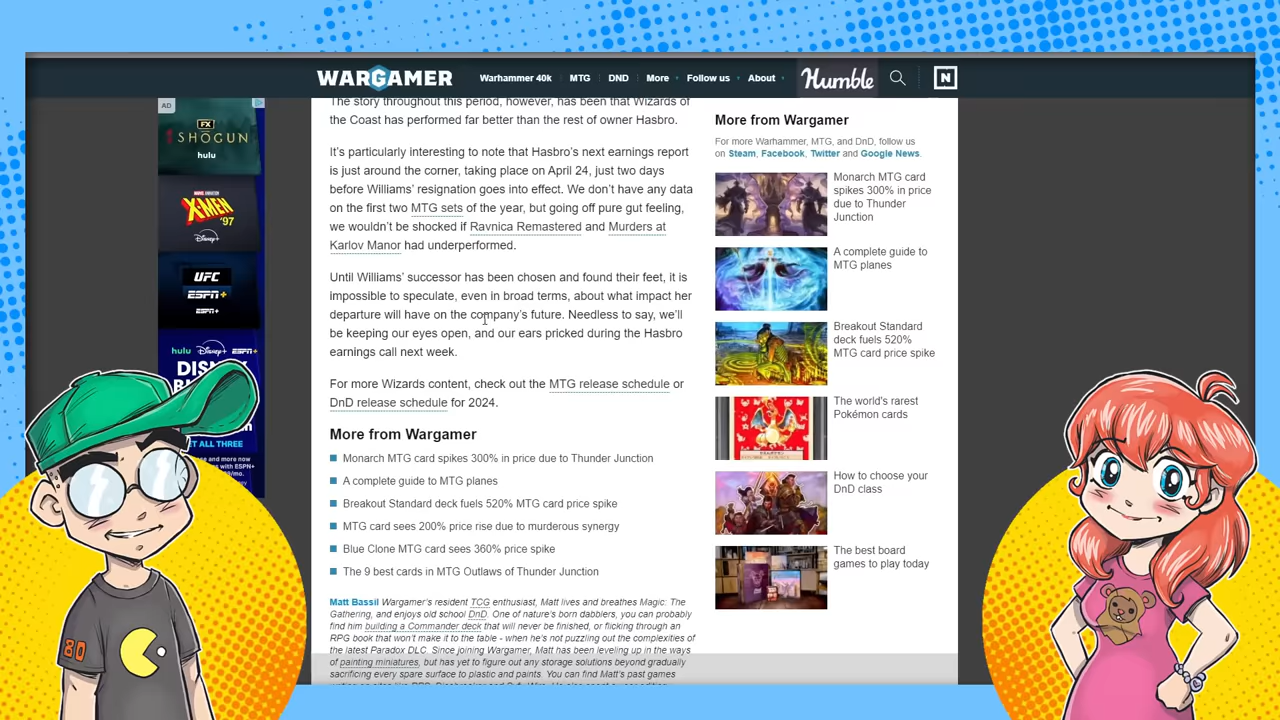 WARGAMER
Warhammer 40k MTG DND More Follow us About
Humble
N
AD
FX
SHOGUN
hulu
X-MEN
'97
Disney+
UFC
ESPN+
ESPN+
hulu Disney+ ESPN+
ET ALL THREE
The story throughout this period, however, has been that Wizards of
the Coast has performed far better than the rest of owner Hasbro.
It's particularly interesting to note that Hasbro's next earnings report
is just around the corner, taking place on April 24, just two days
before Williams' resignation goes into effect. We don't have any data
on the first two MTG sets of the year, but going off pure gut feeling,
we wouldn't be shocked if Ravnica Remastered and Murders at
Karlov Manor had underperformed.
Until Williams' successor has been chosen and found their feet, it is
impossible to speculate, even in broad terms, about what impact her
departure will have on the company's future. Needless to say, we'll
be keeping our eyes open, and our ears pricked during the Hasbro
earnings call next week.
For more Wizards content, check out the MTG release schedule or
DnD release schedule for 2024.
More from Wargamer
Monarch MTG card spikes 300% in price due to Thunder Junction
A complete guide to MTG planes
Breakout Standard deck fuels 520% MTG card price spike
MTG card sees 200% price rise due to murderous synergy
Blue Clone MTG card sees 360% price spike
The 9 best cards in MTG Outlaws of Thunder Junction
Matt Bassil Wargamer's resident TCG enthusiast, Matt lives and breathes Magic: The
Gathering, and enjoys old school DnD. One of nature's born dabblers, you can probably
find him building a Commander deck that will never be finished, or flicking through an
RPG book that won't make it to the table - when he's not puzzling out the complexities of
the latest Paradox DLC. Since joining Wargamer, Matt has been leveling up in the ways
of painting miniatures, but has yet to figure out any storage solutions beyond gradually
sacrificing every spare surface to plastic and paints. You can find Matt's past games
More from Wargamer
For more Warhammer, MTG, and DnD, follow us
on Steam, Facebook, Twitter and Google News.
Monarch MTG card
spikes 300% in price
due to Thunder
Junction
A complete guide to
MTG planes
Breakout Standard
deck fuels 520%
MTG card price spike
The world's rarest
Pokémon cards
How to choose your
DnD class
The best board
games to play today
80